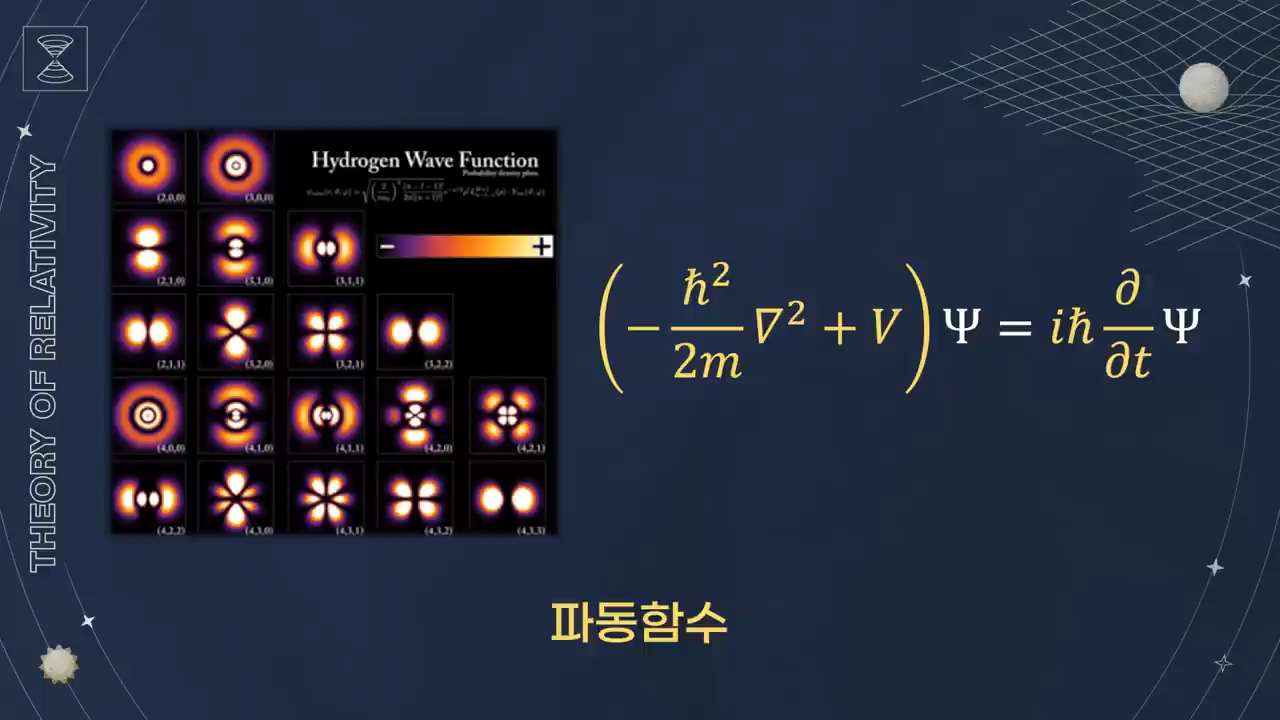 THEORY OF RELATIVITY
Hydrogen Wave Function
Probability density plots.
(2,0,0) (3,0,0)
− +
(2,1,0) (3,1,0) (3,1,1)
(2,1,1) (3,2,0) (3,2,1) (3,2,2)
(4,0,0) (4,1,0) (4,1,1) (4,2,0) (4,2,1)
(4,2,2) (4,3,0) (4,3,1) (4,3,2) (4,3,3)
(−ℏ²/2m ∇² + V)Ψ = iℏ ∂/∂t Ψ
파동함수